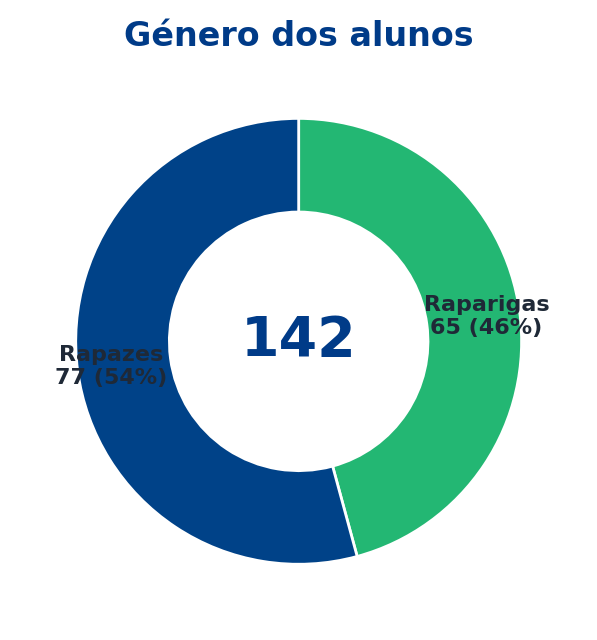 Género dos alunos
Raparigas
65 (46%)
142
Rapazes
77 (54%)